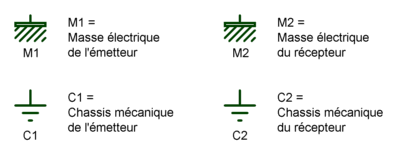 M1 =
Masse électrique
de l'émetteur
M1
M2 =
Masse électrique
du récepteur
M2
C1 =
Chassis mécanique
de l'émetteur
C1
C2 =
Chassis mécanique
du récepteur
C2